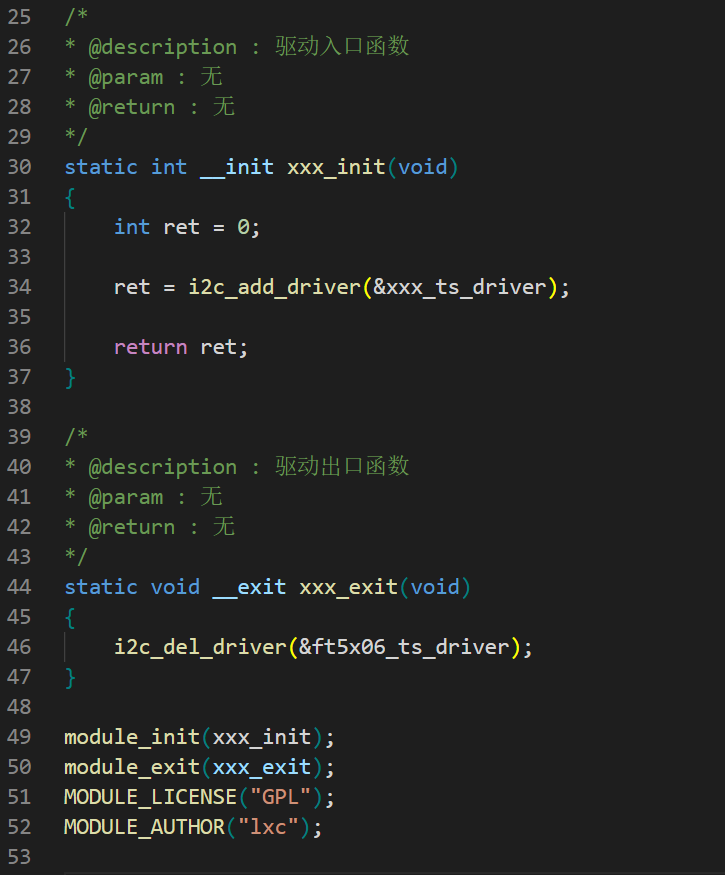 25 /*
26 * @description : 驱动入口函数
27 * @param : 无
28 * @return : 无
29 */
30 static int __init xxx_init(void)
31 {
32     int ret = 0;
33
34     ret = i2c_add_driver(&xxx_ts_driver);
35
36     return ret;
37 }
38
39 /*
40 * @description : 驱动出口函数
41 * @param : 无
42 * @return : 无
43 */
44 static void __exit xxx_exit(void)
45 {
46     i2c_del_driver(&ft5x06_ts_driver);
47 }
48
49 module_init(xxx_init);
50 module_exit(xxx_exit);
51 MODULE_LICENSE("GPL");
52 MODULE_AUTHOR("lxc");
53